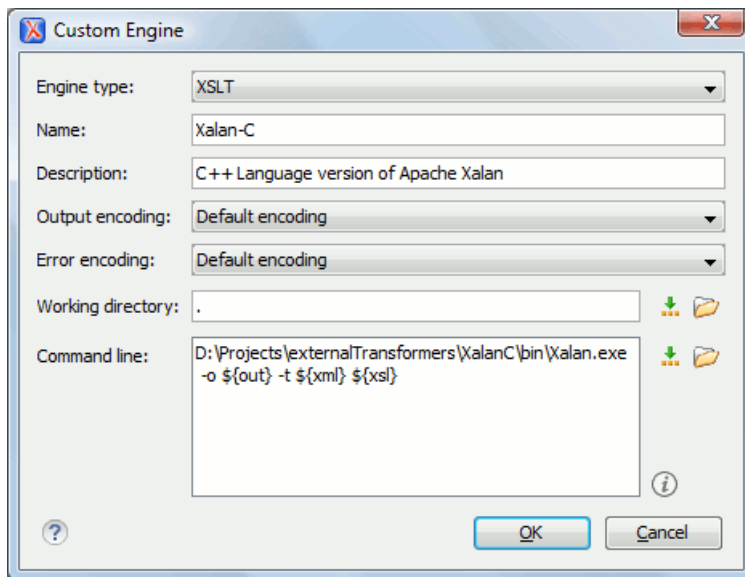 Custom Engine
Engine type: XSLT
Name: Xalan-C
Description: C++ Language version of Apache Xalan
Output encoding: Default encoding
Error encoding: Default encoding
Working directory: .
Command line: D:\Projects\externalTransformers\XalanC\bin\Xalan.exe
-o ${out} -t ${xml} ${xsl}
OK Cancel